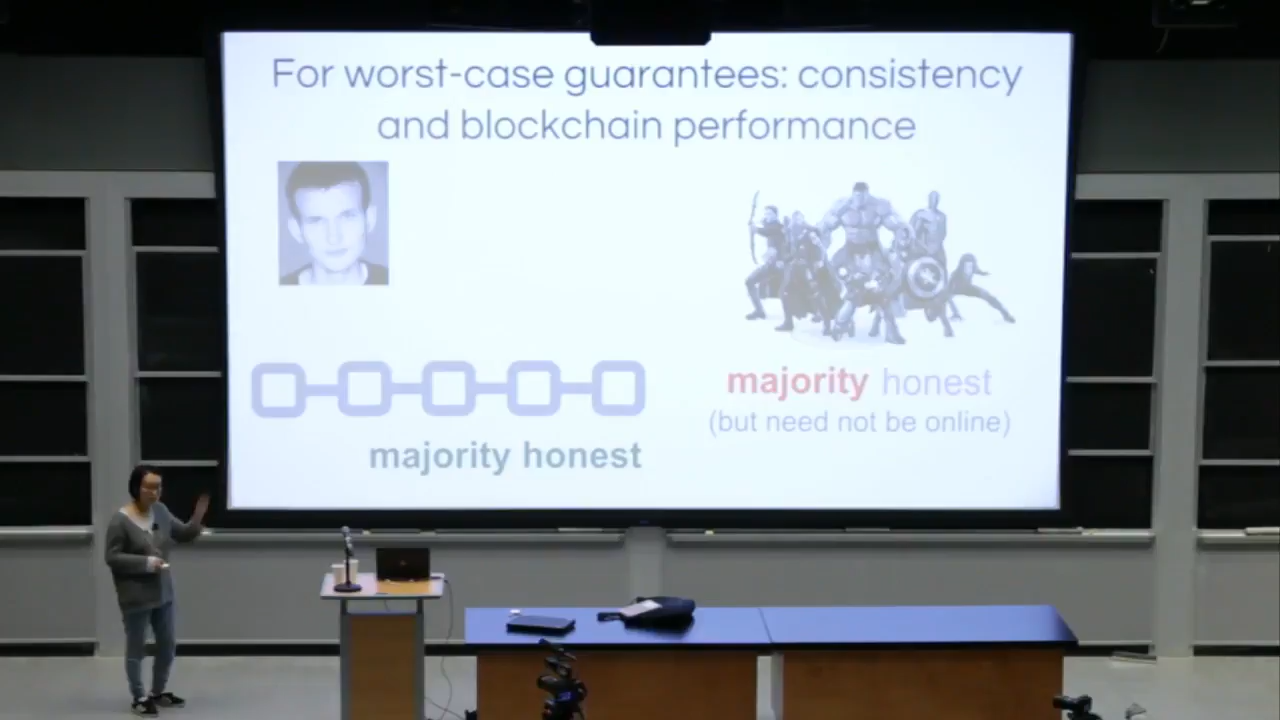 For worst-case guarantees: consistency
and blockchain performance
majority honest
(but need not be online)
majority honest